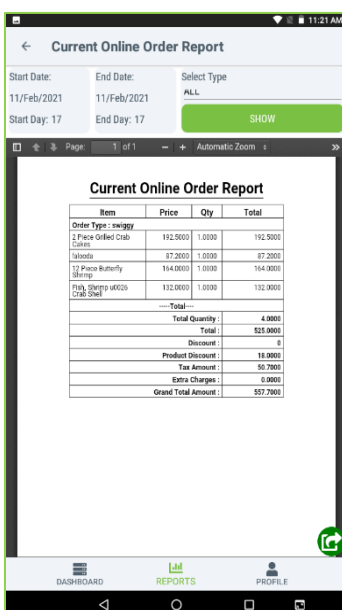 11:21 AM
Current Online Order Report
Start Date: End Date: Select Type
11/Feb/2021 11/Feb/2021 ALL
Start Day: 17 End Day: 17 SHOW
Page: 1 of 1 Automatic Zoom
Current Online Order Report
Item Price Qty Total
Order Type : swiggy
2 Piece Grilled Crab
Cakes 192.5000 1.0000 192.5000
falooda 87.2000 1.0000 87.2000
12 Piece Butterfly
Shrimp 164.0000 1.0000 164.0000
Fish, Shrimp u0026
Crab Shell 132.0000 1.0000 132.0000
-----Total----
Total Quantity : 4.0000
Total : 525.0000
Discount : 0
Product Discount : 18.0000
Tax Amount : 50.7000
Extra Charges : 0.0000
Grand Total Amount : 557.7000
DASHBOARD REPORTS PROFILE